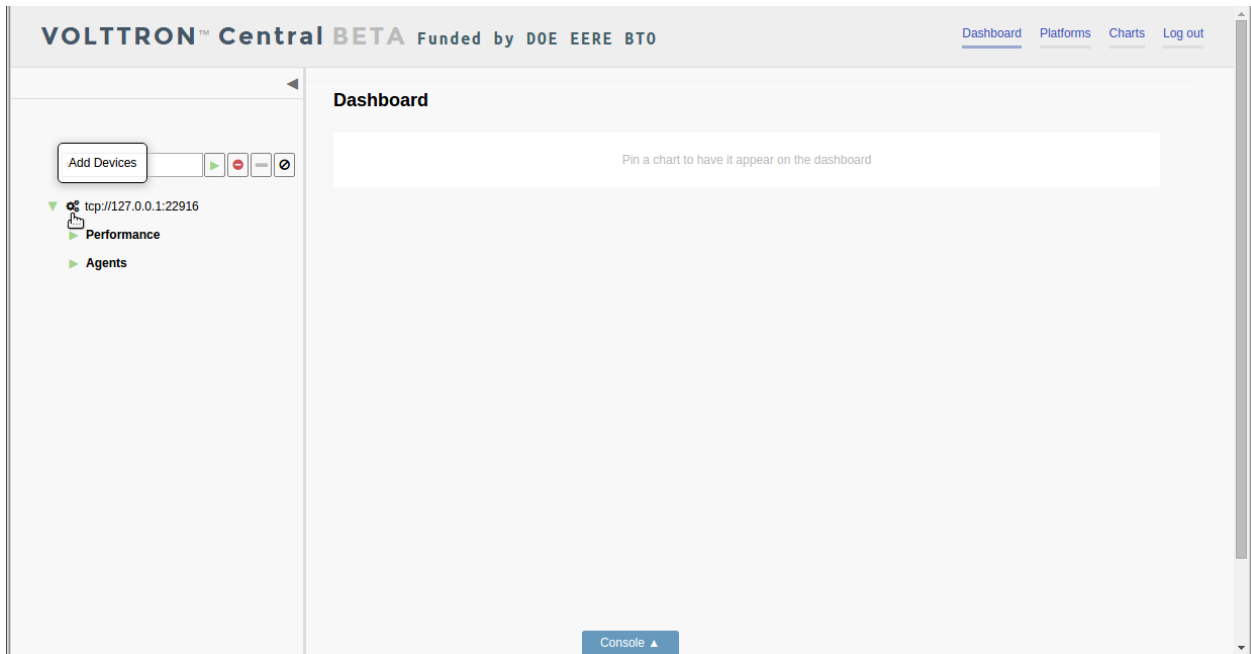 VOLTTRON™ Central BETA Funded by DOE EERE BTO
Dashboard Platforms Charts Log out
Dashboard
Pin a chart to have it appear on the dashboard
Add Devices
tcp://127.0.0.1:22916
Performance
Agents
Console ▲